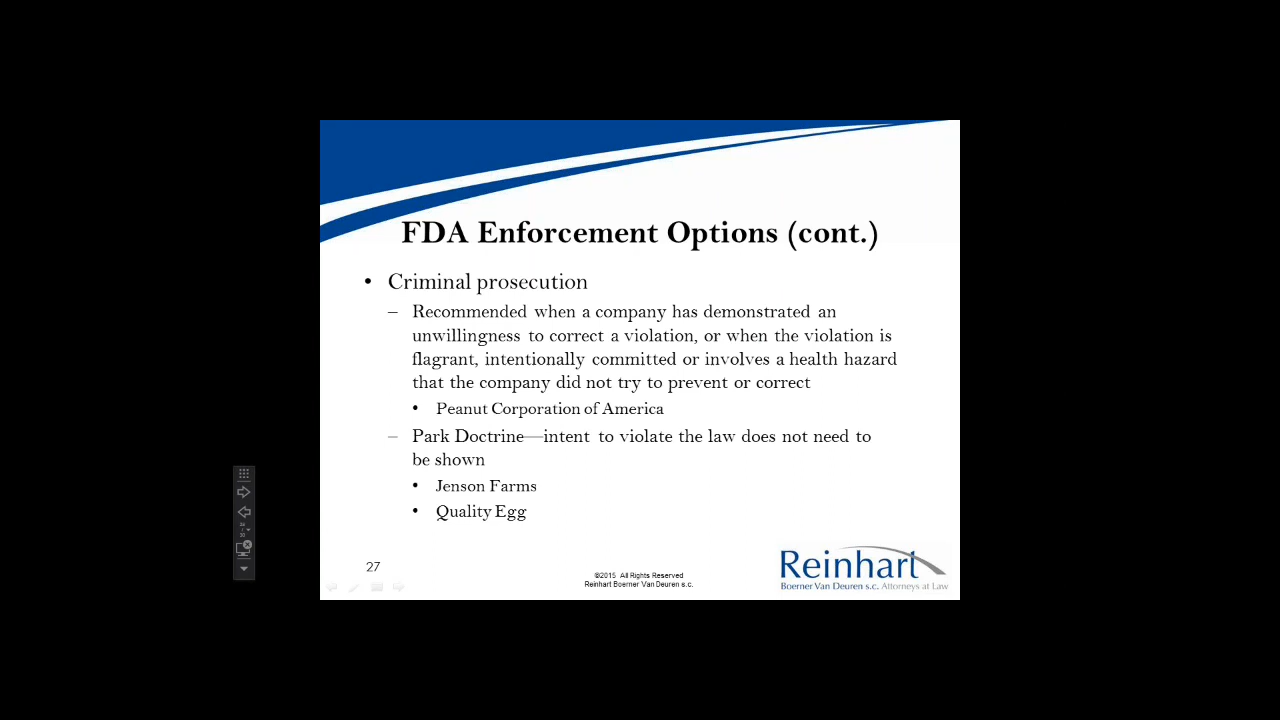 FDA Enforcement Options (cont.)
• Criminal prosecution
– Recommended when a company has demonstrated an
unwillingness to correct a violation, or when the violation is
flagrant, intentionally committed or involves a health hazard
that the company did not try to prevent or correct
• Peanut Corporation of America
– Park Doctrine—intent to violate the law does not need to
be shown
• Jenson Farms
• Quality Egg
27
©2015 All Rights Reserved
Reinhart Boerner Van Deuren s.c.
Reinhart
Boerner Van Deuren s.c. Attorneys at Law